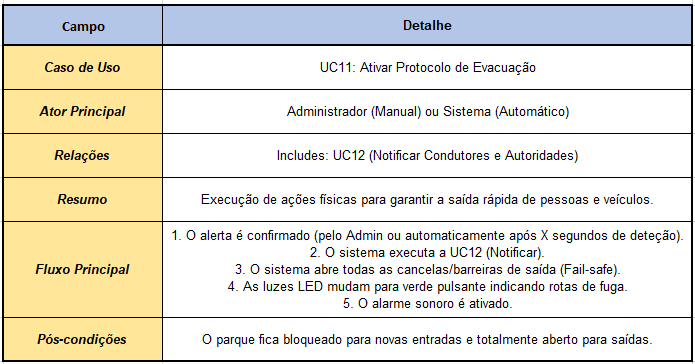 Campo
Detalhe
Caso de Uso
UC11: Ativar Protocolo de Evacuação
Ator Principal
Administrador (Manual) ou Sistema (Automático)
Relações
Includes: UC12 (Notificar Condutores e Autoridades)
Resumo
Execução de ações físicas para garantir a saída rápida de pessoas e veículos.
Fluxo Principal
1. O alerta é confirmado (pelo Admin ou automaticamente após X segundos de deteção).
2. O sistema executa a UC12 (Notificar).
3. O sistema abre todas as cancelas/barreiras de saída (Fail-safe).
4. As luzes LED mudam para verde pulsante indicando rotas de fuga.
5. O alarme sonoro é ativado.
Pós-condições
O parque fica bloqueado para novas entradas e totalmente aberto para saídas.